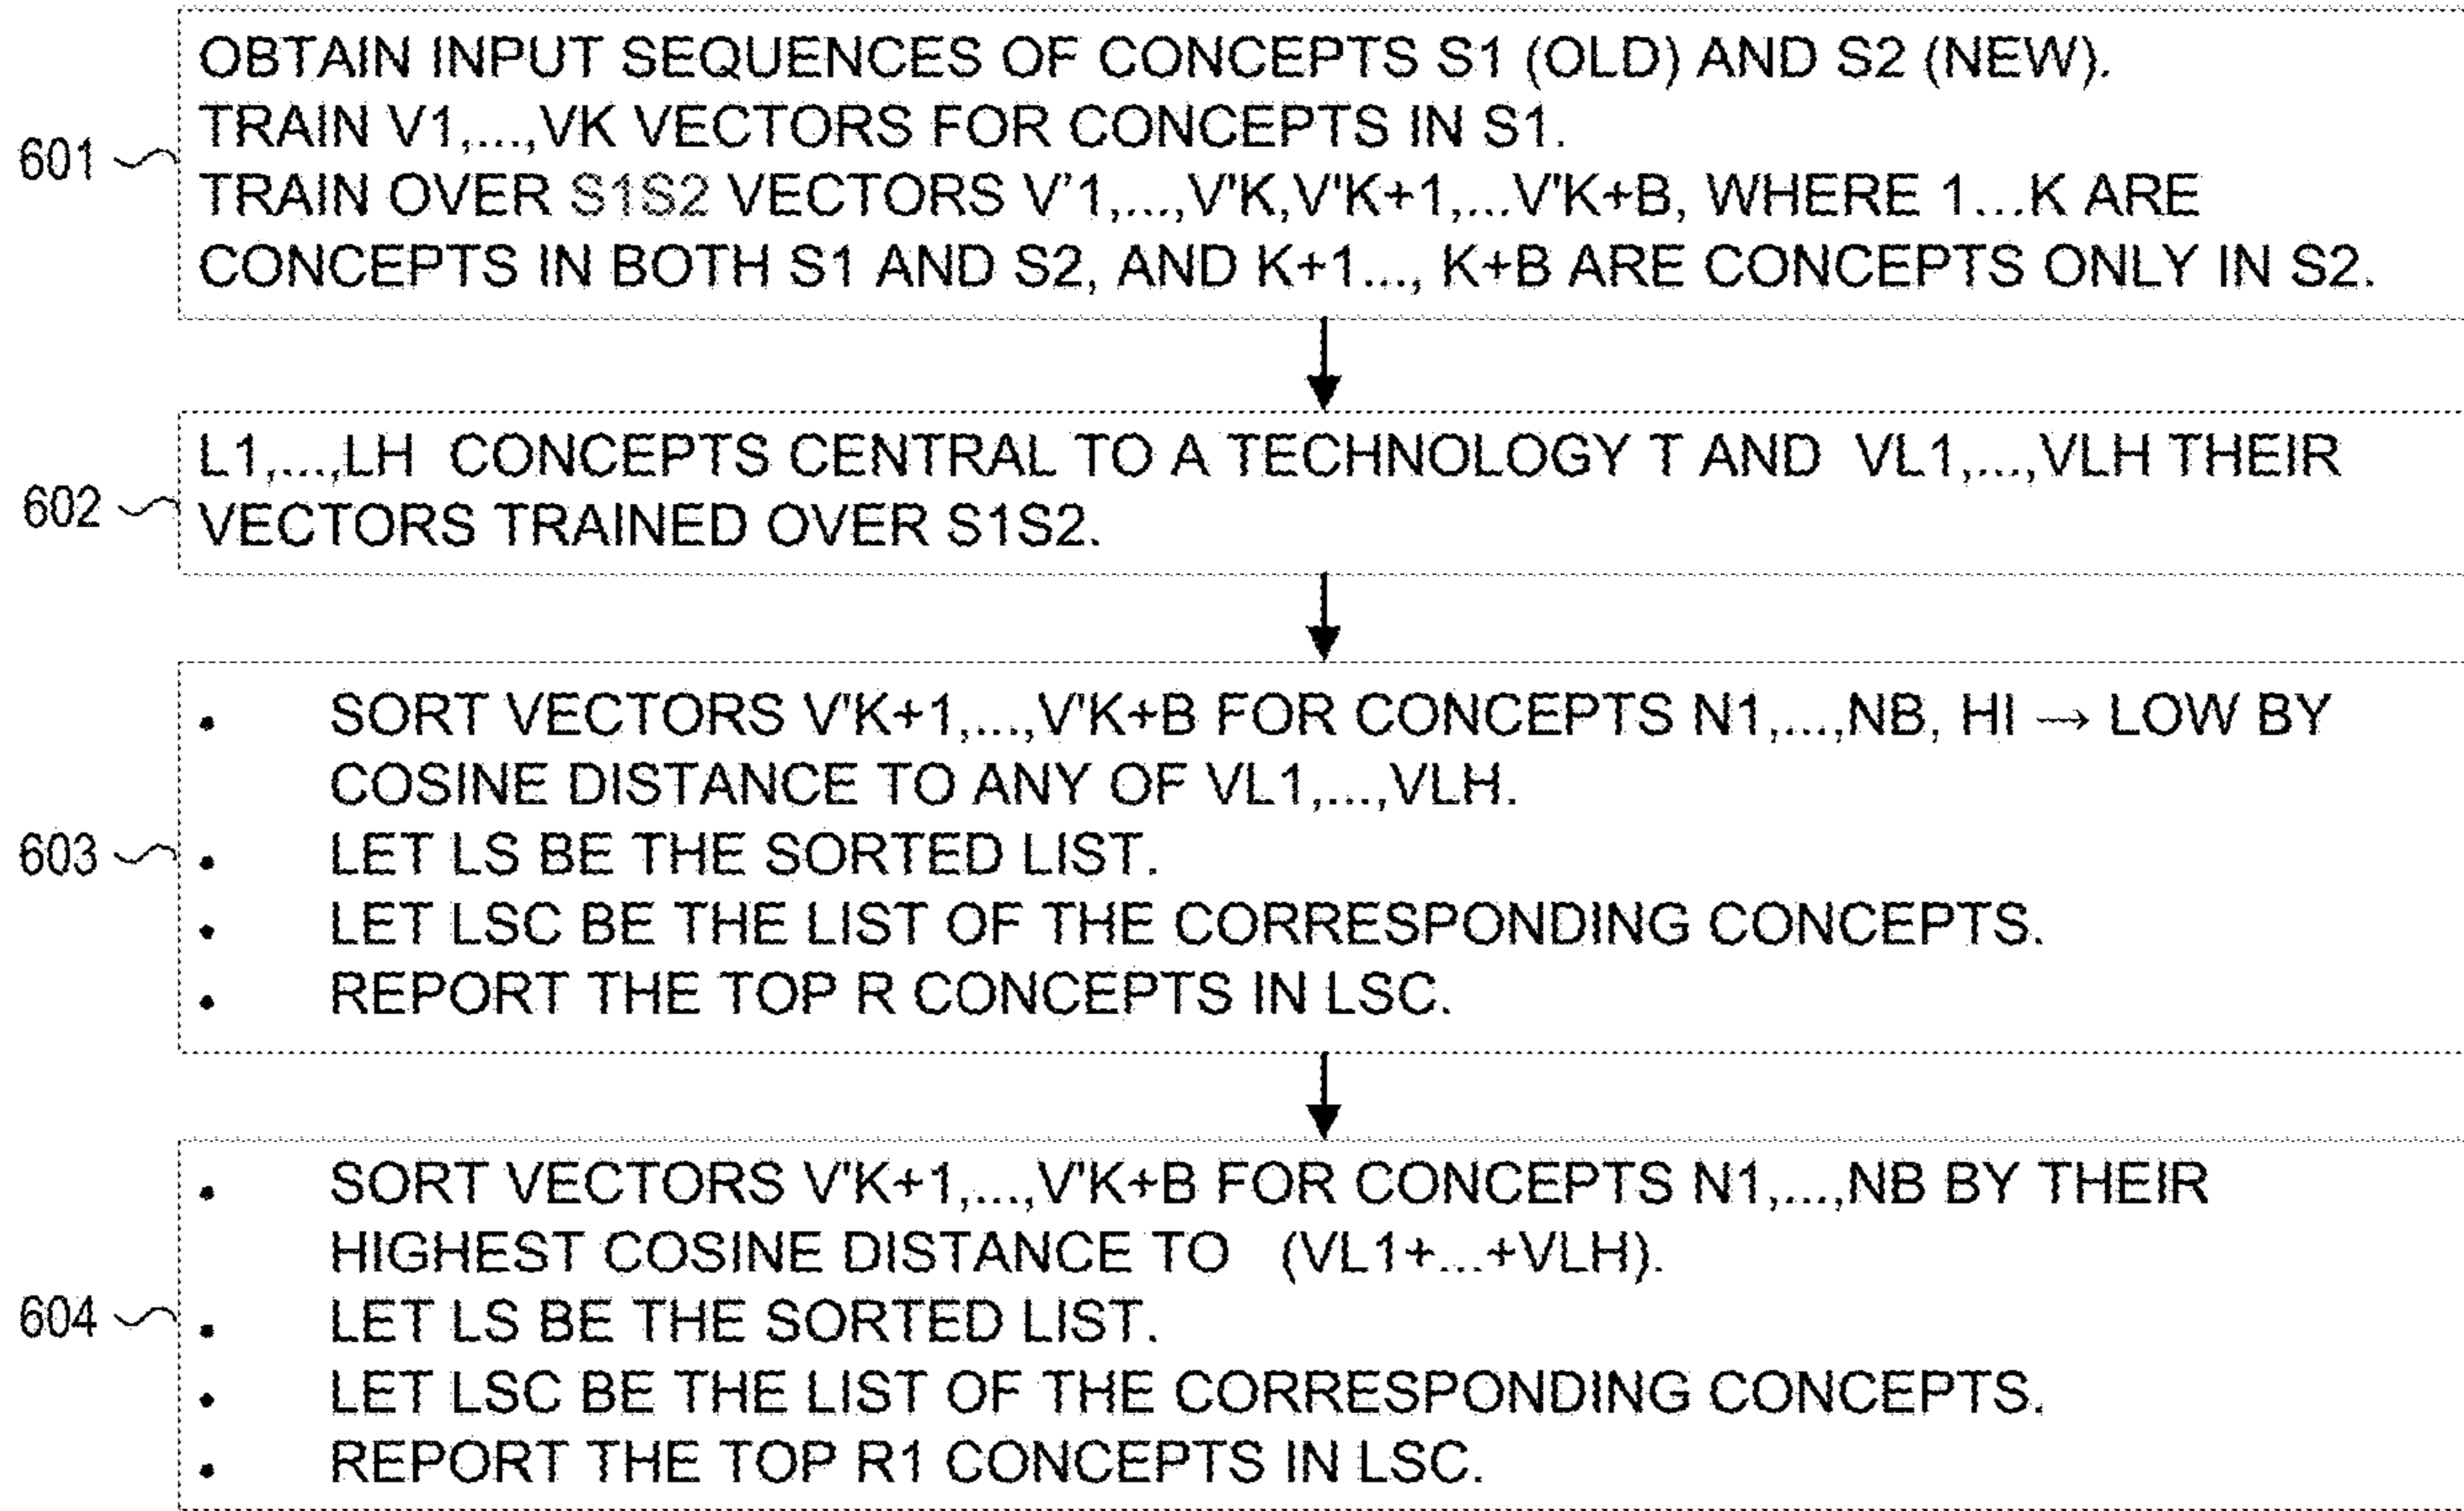 OBTAIN INPUT SEQUENCES OF CONCEPTS S1 (OLD) AND S2 (NEW).
TRAIN V1,...,VK VECTORS FOR CONCEPTS IN S1.
601
TRAIN OVER S1S2 VECTORS V'1,...,V'K,V'K+1,...V'K+B, WHERE 1...K ARE
CONCEPTS IN BOTH S1 AND S2, AND K+1..., K+B ARE CONCEPTS ONLY IN S2.
L1,...,LH CONCEPTS CENTRAL TO A TECHNOLOGY T AND VL1,...,VLH THEIR
602
VECTORS TRAINED OVER S1S2.
• SORT VECTORS V'K+1,...,V'K+B FOR CONCEPTS N1,...,NB, HI → LOW BY
COSINE DISTANCE TO ANY OF VL1,...,VLH.
603
• LET LS BE THE SORTED LIST.
• LET LSC BE THE LIST OF THE CORRESPONDING CONCEPTS.
• REPORT THE TOP R CONCEPTS IN LSC.
• SORT VECTORS V'K+1,...,V'K+B FOR CONCEPTS N1,...,NB BY THEIR
HIGHEST COSINE DISTANCE TO (VL1+...+VLH).
604
• LET LS BE THE SORTED LIST.
• LET LSC BE THE LIST OF THE CORRESPONDING CONCEPTS.
• REPORT THE TOP R1 CONCEPTS IN LSC.